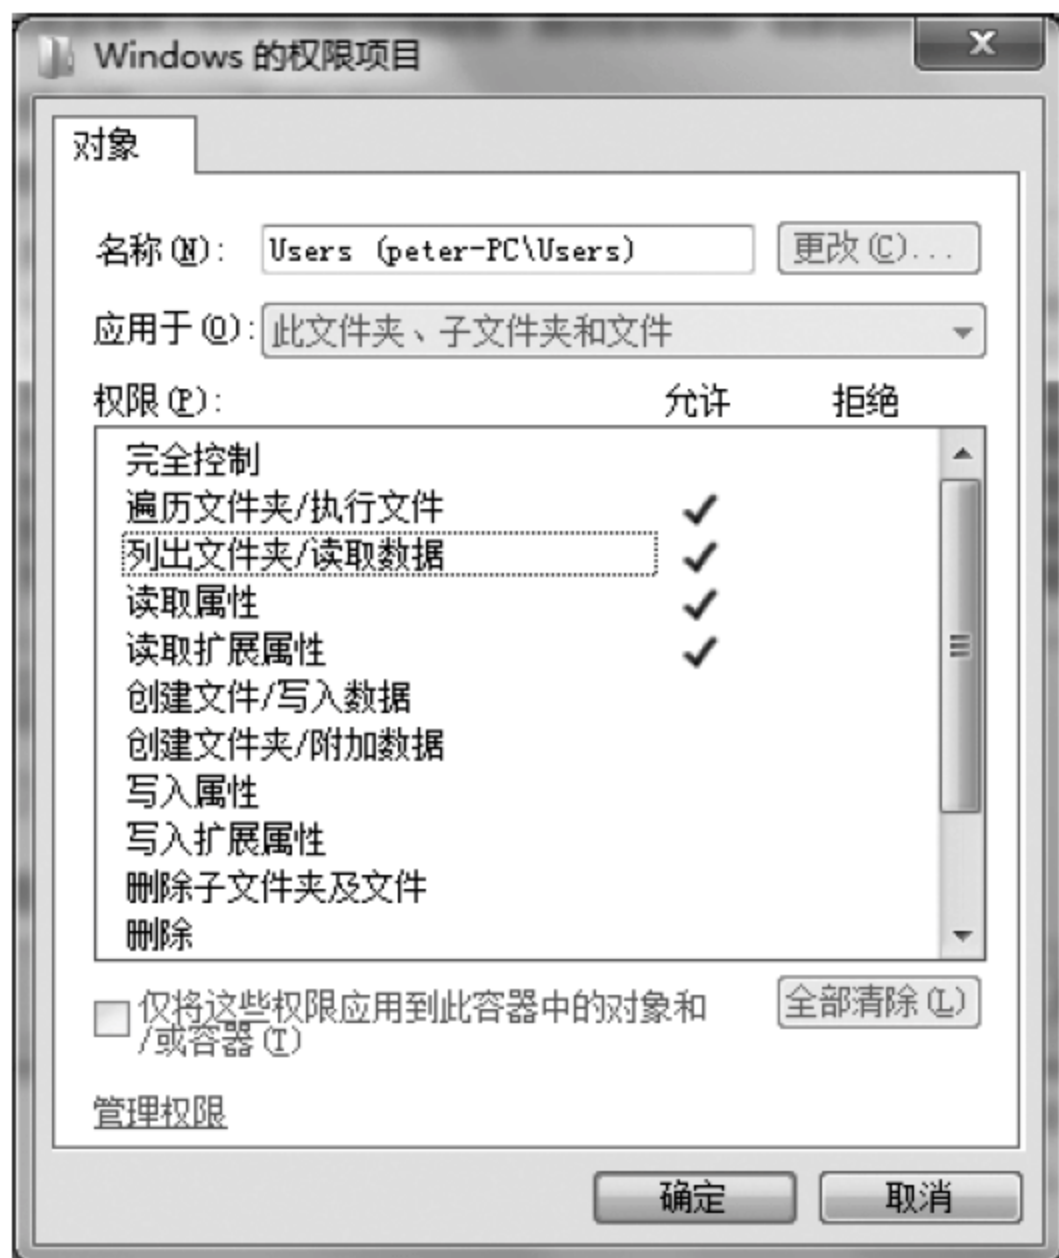 Windows 的权限项目
对象
名称(N): Users (peter-PC\Users) 更改(C)...
应用于(O): 此文件夹、子文件夹和文件
权限(P): 允许 拒绝
完全控制
遍历文件夹/执行文件
列出文件夹/读取数据
读取属性
读取扩展属性
创建文件/写入数据
创建文件夹/附加数据
写入属性
写入扩展属性
删除子文件夹及文件
删除
仅将这些权限应用到此容器中的对象和
/或容器(T)
全部清除(L)
管理权限
确定 取消